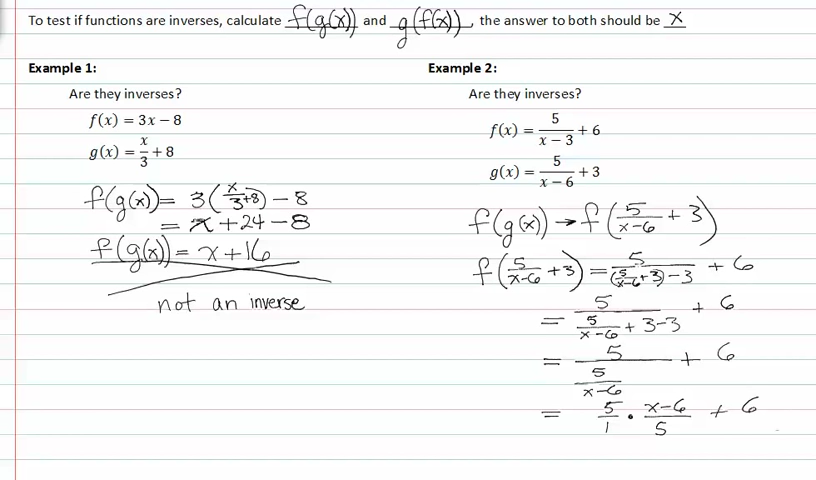 To test if functions are inverses, calculate f(g(x)) and g(f(x)), the answer to both should be x
Example 1:
Are they inverses?
f(x) = 3x − 8
g(x) = x/3 + 8
f(g(x)) = 3(x/3 + 8) − 8
= x + 24 − 8
f(g(x)) = x + 16
not an inverse
Example 2:
Are they inverses?
f(x) = 5/(x − 3) + 6
g(x) = 5/(x − 6) + 3
f(g(x)) → f(5/(x−6) + 3)
f(5/(x−6) + 3) = 5/((5/(x−6) + 3) − 3) + 6
= 5/(5/(x−6) + 3−3) + 6
= 5/(5/(x−6)) + 6
= 5/1 · (x−6)/5 + 6